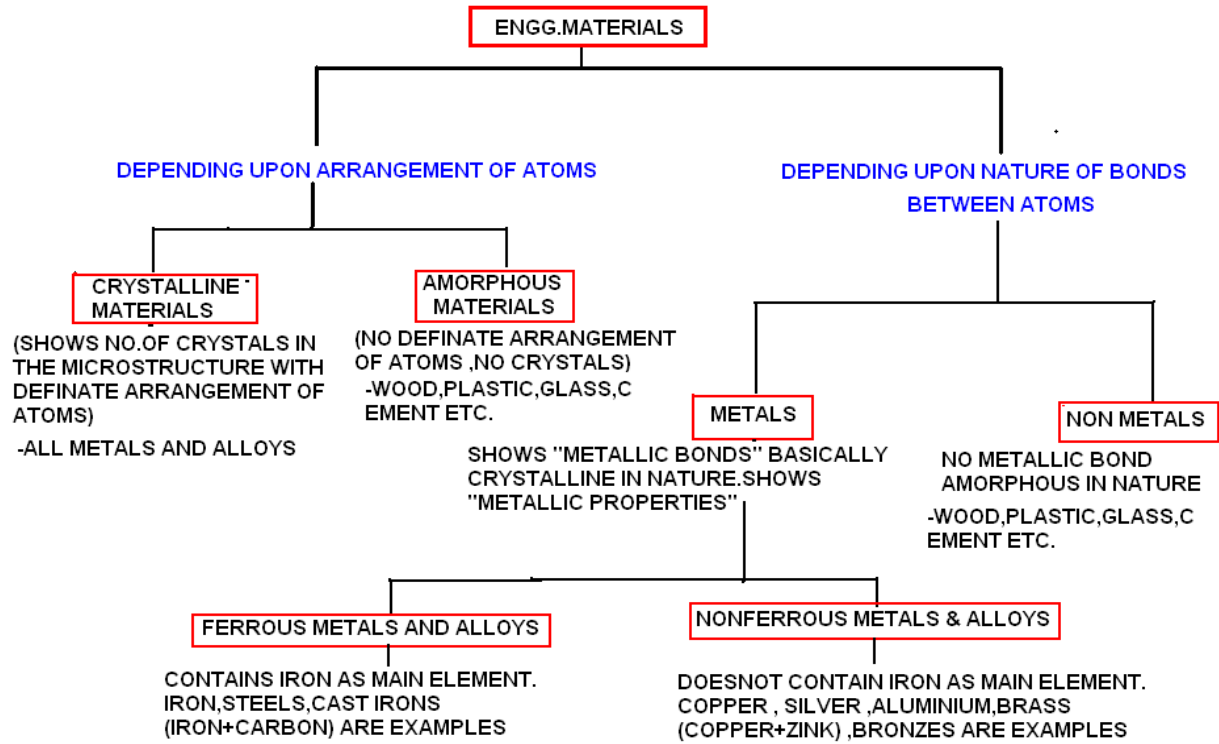 ENGG.MATERIALS
DEPENDING UPON ARRANGEMENT OF ATOMS
DEPENDING UPON NATURE OF BONDS
BETWEEN ATOMS
CRYSTALLINE
MATERIALS
(SHOWS NO.OF CRYSTALS IN
THE MICROSTRUCTURE WITH
DEFINATE ARRANGEMENT OF
ATOMS)
-ALL METALS AND ALLOYS
AMORPHOUS
MATERIALS
(NO DEFINATE ARRANGEMENT
OF ATOMS ,NO CRYSTALS)
-WOOD,PLASTIC,GLASS,C
EMENT ETC.
METALS
SHOWS "METALLIC BONDS" BASICALLY
CRYSTALLINE IN NATURE.SHOWS
"METALLIC PROPERTIES"
NON METALS
NO METALLIC BOND
AMORPHOUS IN NATURE
-WOOD,PLASTIC,GLASS,C
EMENT ETC.
FERROUS METALS AND ALLOYS
CONTAINS IRON AS MAIN ELEMENT.
IRON,STEELS,CAST IRONS
(IRON+CARBON) ARE EXAMPLES
NONFERROUS METALS & ALLOYS
DOESNOT CONTAIN IRON AS MAIN ELEMENT.
COPPER , SILVER ,ALUMINIUM,BRASS
(COPPER+ZINK) ,BRONZES ARE EXAMPLES